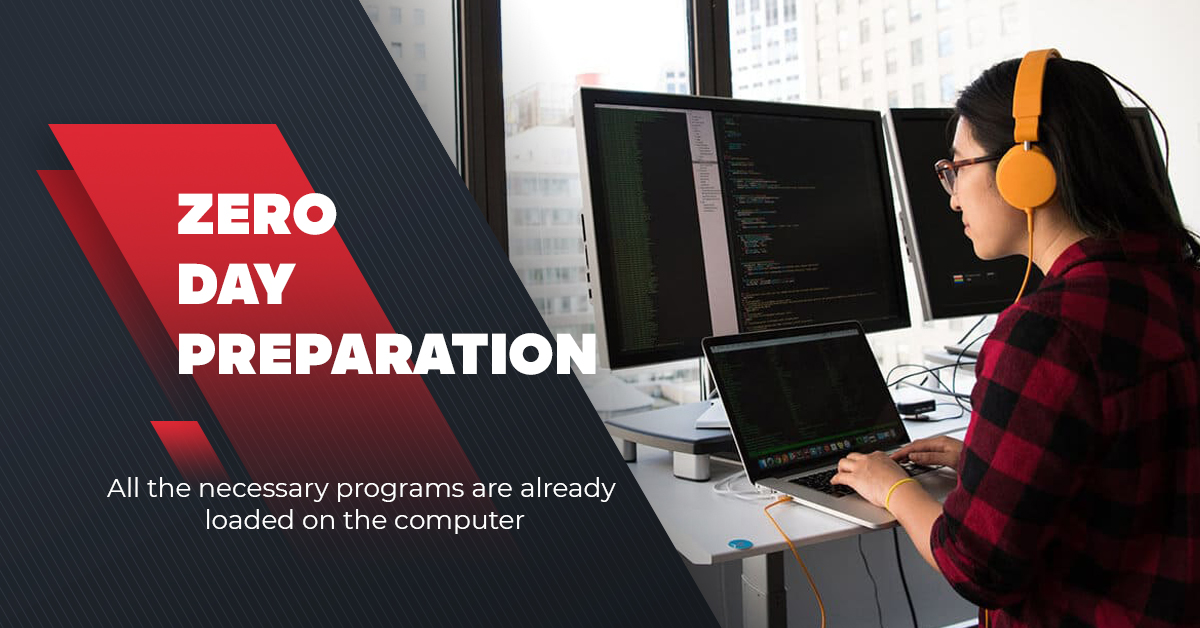 ZERO
DAY
PREPARATION
All the necessary programs are already
loaded on the computer